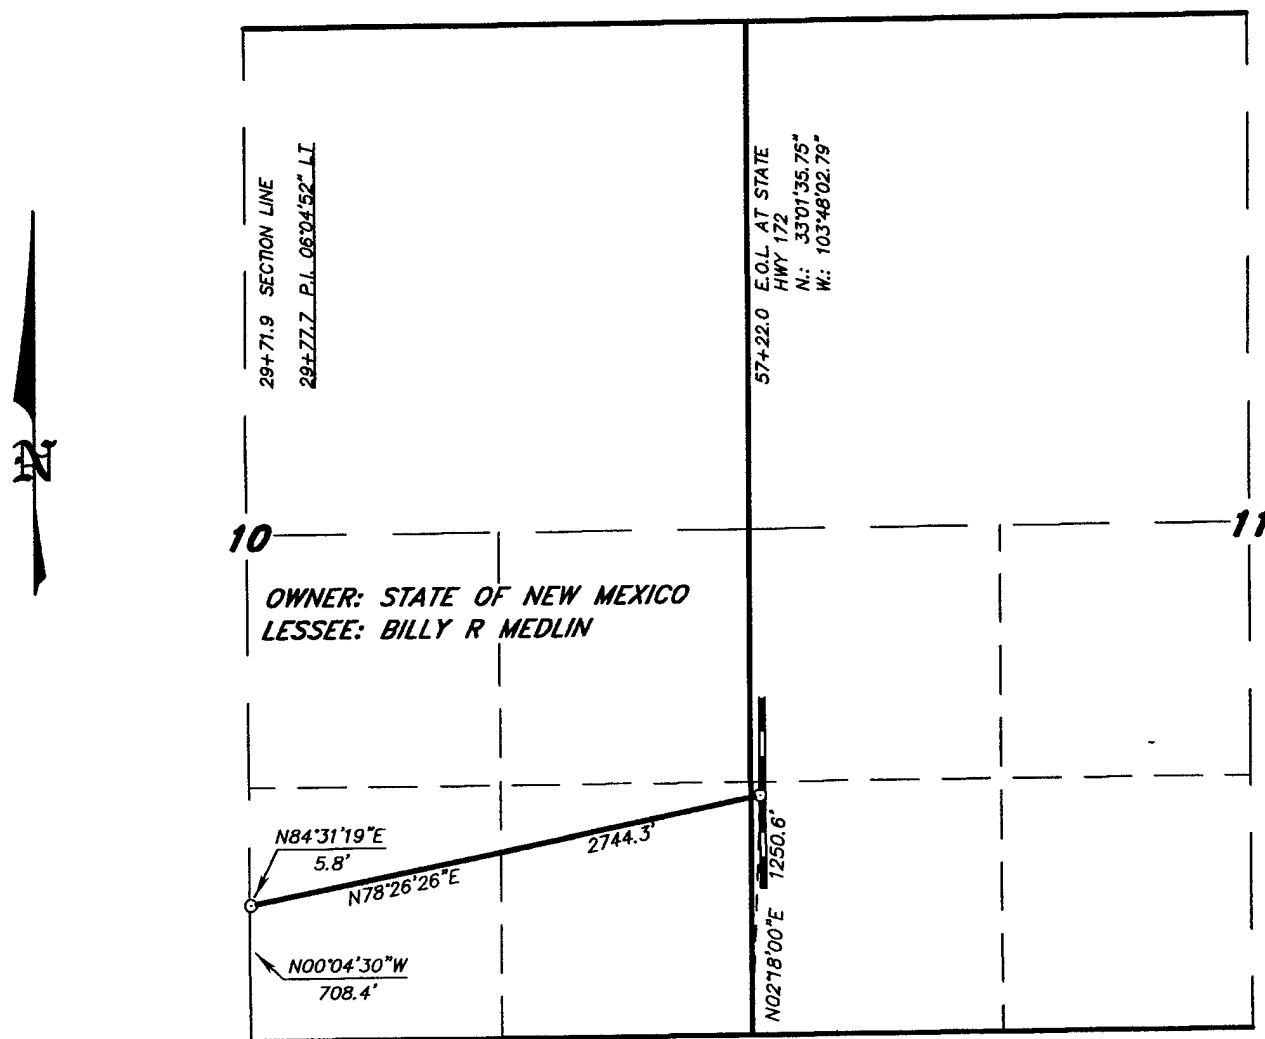 29+71.9 SECTION LINE
29+77.7 P.I. 06°04'52" LT
57+22.0 E.O.L. AT STATE
HWY 172
N.: 33°01'35.75"
W.: 103°48'02.79"
N
10
11
OWNER: STATE OF NEW MEXICO
LESSEE: BILLY R MEDLIN
N84°31'19"E
5.8'
N78°26'26"E
2744.3'
N02°18'00"E 1250.6'
N00°04'30"W
708.4'